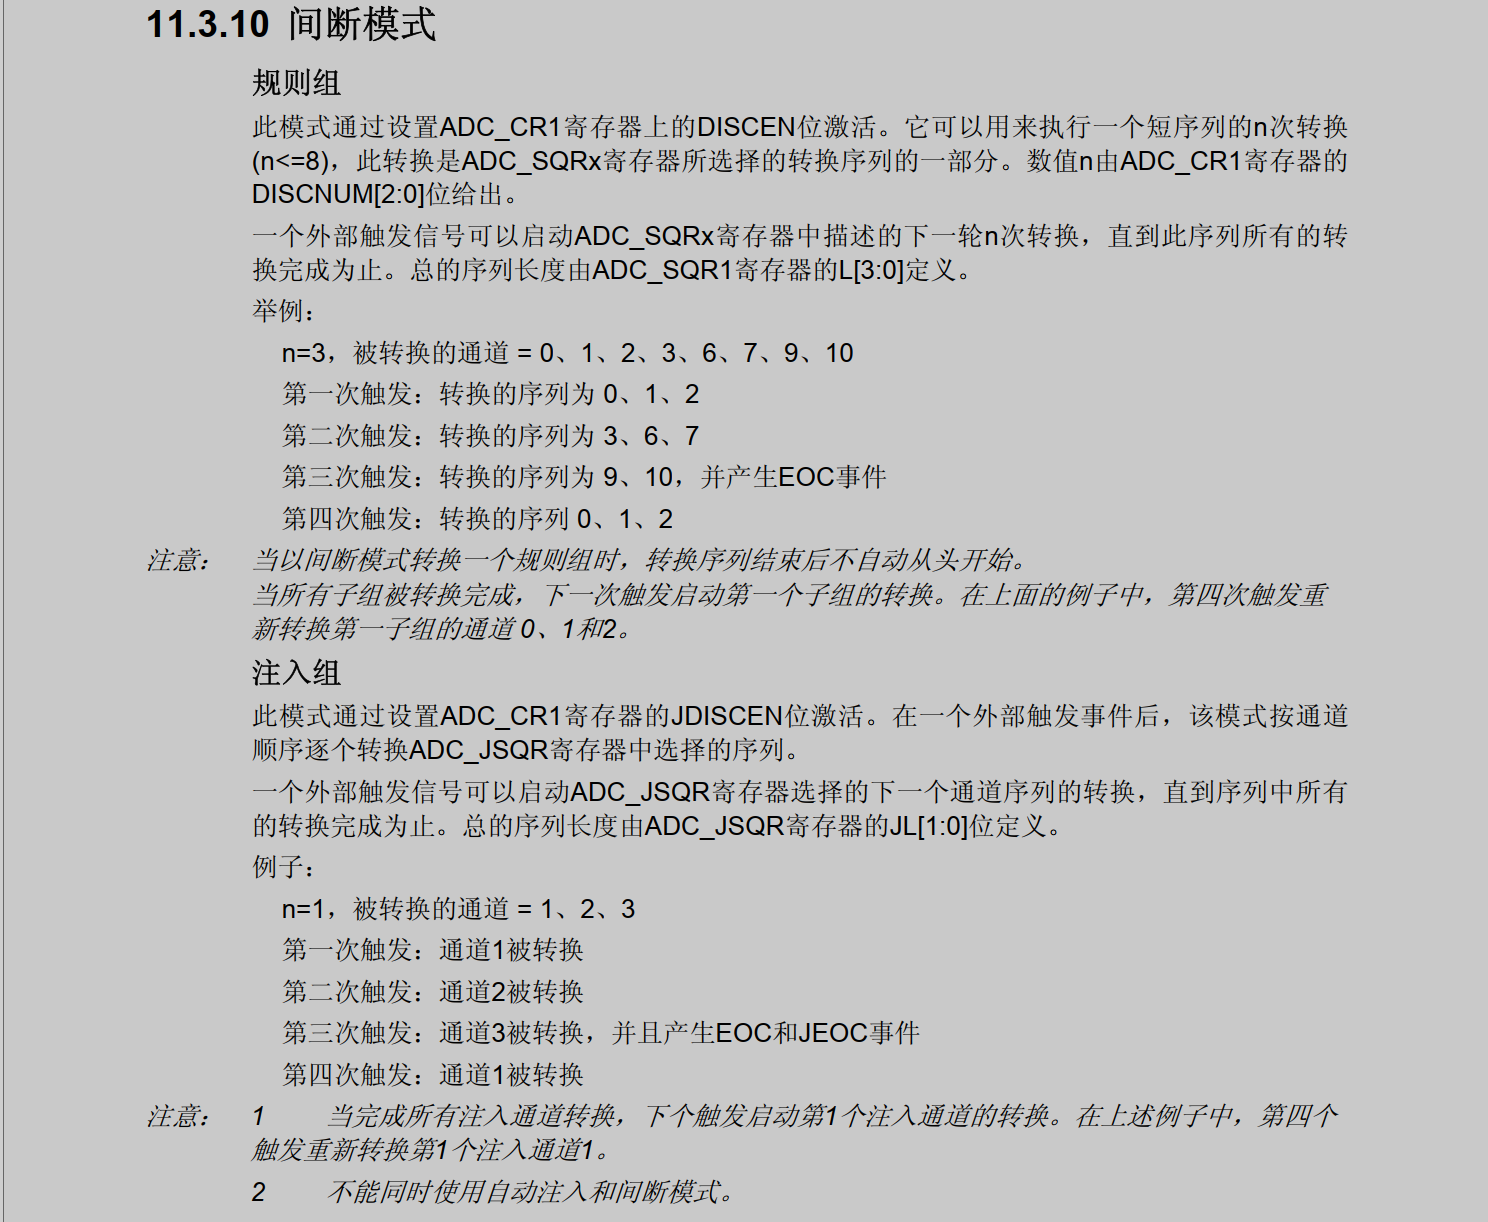 11.3.10 间断模式
规则组
此模式通过设置ADC_CR1寄存器上的DISCEN位激活。它可以用来执行一个短序列的n次转换
(n<=8)，此转换是ADC_SQRx寄存器所选择的转换序列的一部分。数值n由ADC_CR1寄存器的
DISCNUM[2:0]位给出。
一个外部触发信号可以启动ADC_SQRx寄存器中描述的下一轮n次转换，直到此序列所有的转
换完成为止。总的序列长度由ADC_SQR1寄存器的L[3:0]定义。
举例：
n=3，被转换的通道 = 0、1、2、3、6、7、9、10
第一次触发：转换的序列为 0、1、2
第二次触发：转换的序列为 3、6、7
第三次触发：转换的序列为 9、10，并产生EOC事件
第四次触发：转换的序列 0、1、2
注意： 当以间断模式转换一个规则组时，转换序列结束后不自动从头开始。
当所有子组被转换完成，下一次触发启动第一个子组的转换。在上面的例子中，第四次触发重
新转换第一子组的通道 0、1和2。
注入组
此模式通过设置ADC_CR1寄存器的JDISCEN位激活。在一个外部触发事件后，该模式按通道
顺序逐个转换ADC_JSQR寄存器中选择的序列。
一个外部触发信号可以启动ADC_JSQR寄存器选择的下一个通道序列的转换，直到序列中所有
的转换完成为止。总的序列长度由ADC_JSQR寄存器的JL[1:0]位定义。
例子：
n=1，被转换的通道 = 1、2、3
第一次触发：通道1被转换
第二次触发：通道2被转换
第三次触发：通道3被转换，并且产生EOC和JEOC事件
第四次触发：通道1被转换
注意： 1 当完成所有注入通道转换，下个触发启动第1个注入通道的转换。在上述例子中，第四个
触发重新转换第1个注入通道1。
2 不能同时使用自动注入和间断模式。